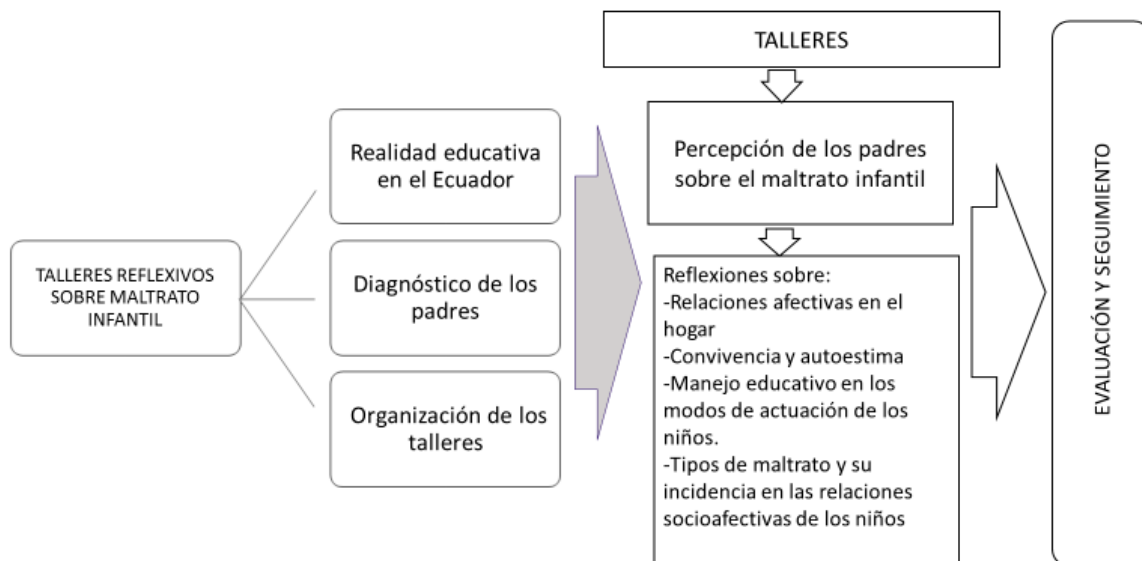 TALLERES REFLEXIVOS
SOBRE MALTRATO
INFANTIL
Realidad educativa
en el Ecuador
Diagnóstico de los
padres
Organización de los
talleres
TALLERES
Percepción de los padres
sobre el maltrato infantil
Reflexiones sobre:
-Relaciones afectivas en el
hogar
-Convivencia y autoestima
-Manejo educativo en los
modos de actuación de los
niños.
-Tipos de maltrato y su
incidencia en las relaciones
socioafectivas de los niños
EVALUACIÓN Y SEGUIMIENTO